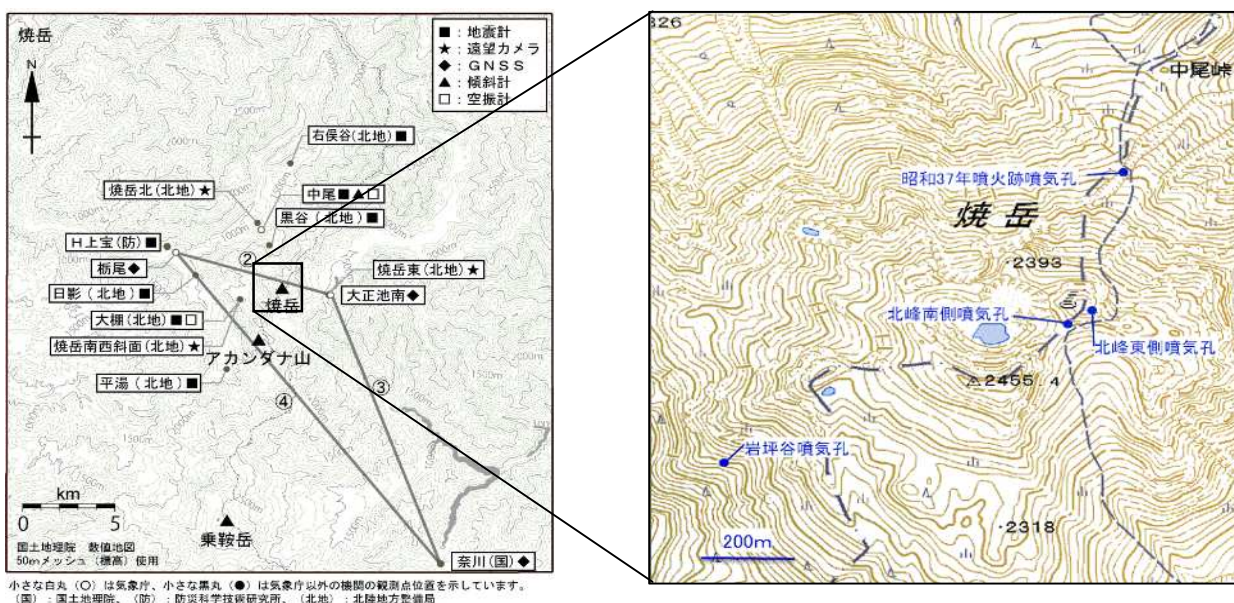 焼岳
N
■：地震計
★：遠望カメラ
◆：GNSS
▲：傾斜計
□：空振計
右俣谷(北地)■
焼岳北(北地)★
中尾■▲□
黒谷(北地)■
H上宝(防)■
栃尾◆
日影(北地)■
②
焼岳東(北地)★
大正池南◆
焼岳
大棚(北地)■□
焼岳南西斜面(北地)★
アカンダナ山
平湯(北地)■
③
④
km
0 5
乗鞍岳
国土地理院 数値地図
50mメッシュ(標高)使用
奈川(国)◆
小さな白丸(○)は気象庁、小さな黒丸(●)は気象庁以外の機関の観測点位置を示しています。
(国)：国土地理院、(防)：防災科学技術研究所、(北地)：北陸地方整備局
2000m
1500m
1000m
326
中尾峠
昭和37年噴火跡噴気孔
焼岳
・2393
北峰南側噴気孔
北峰東側噴気孔
2455.4
岩坪谷噴気孔
・2318
200m